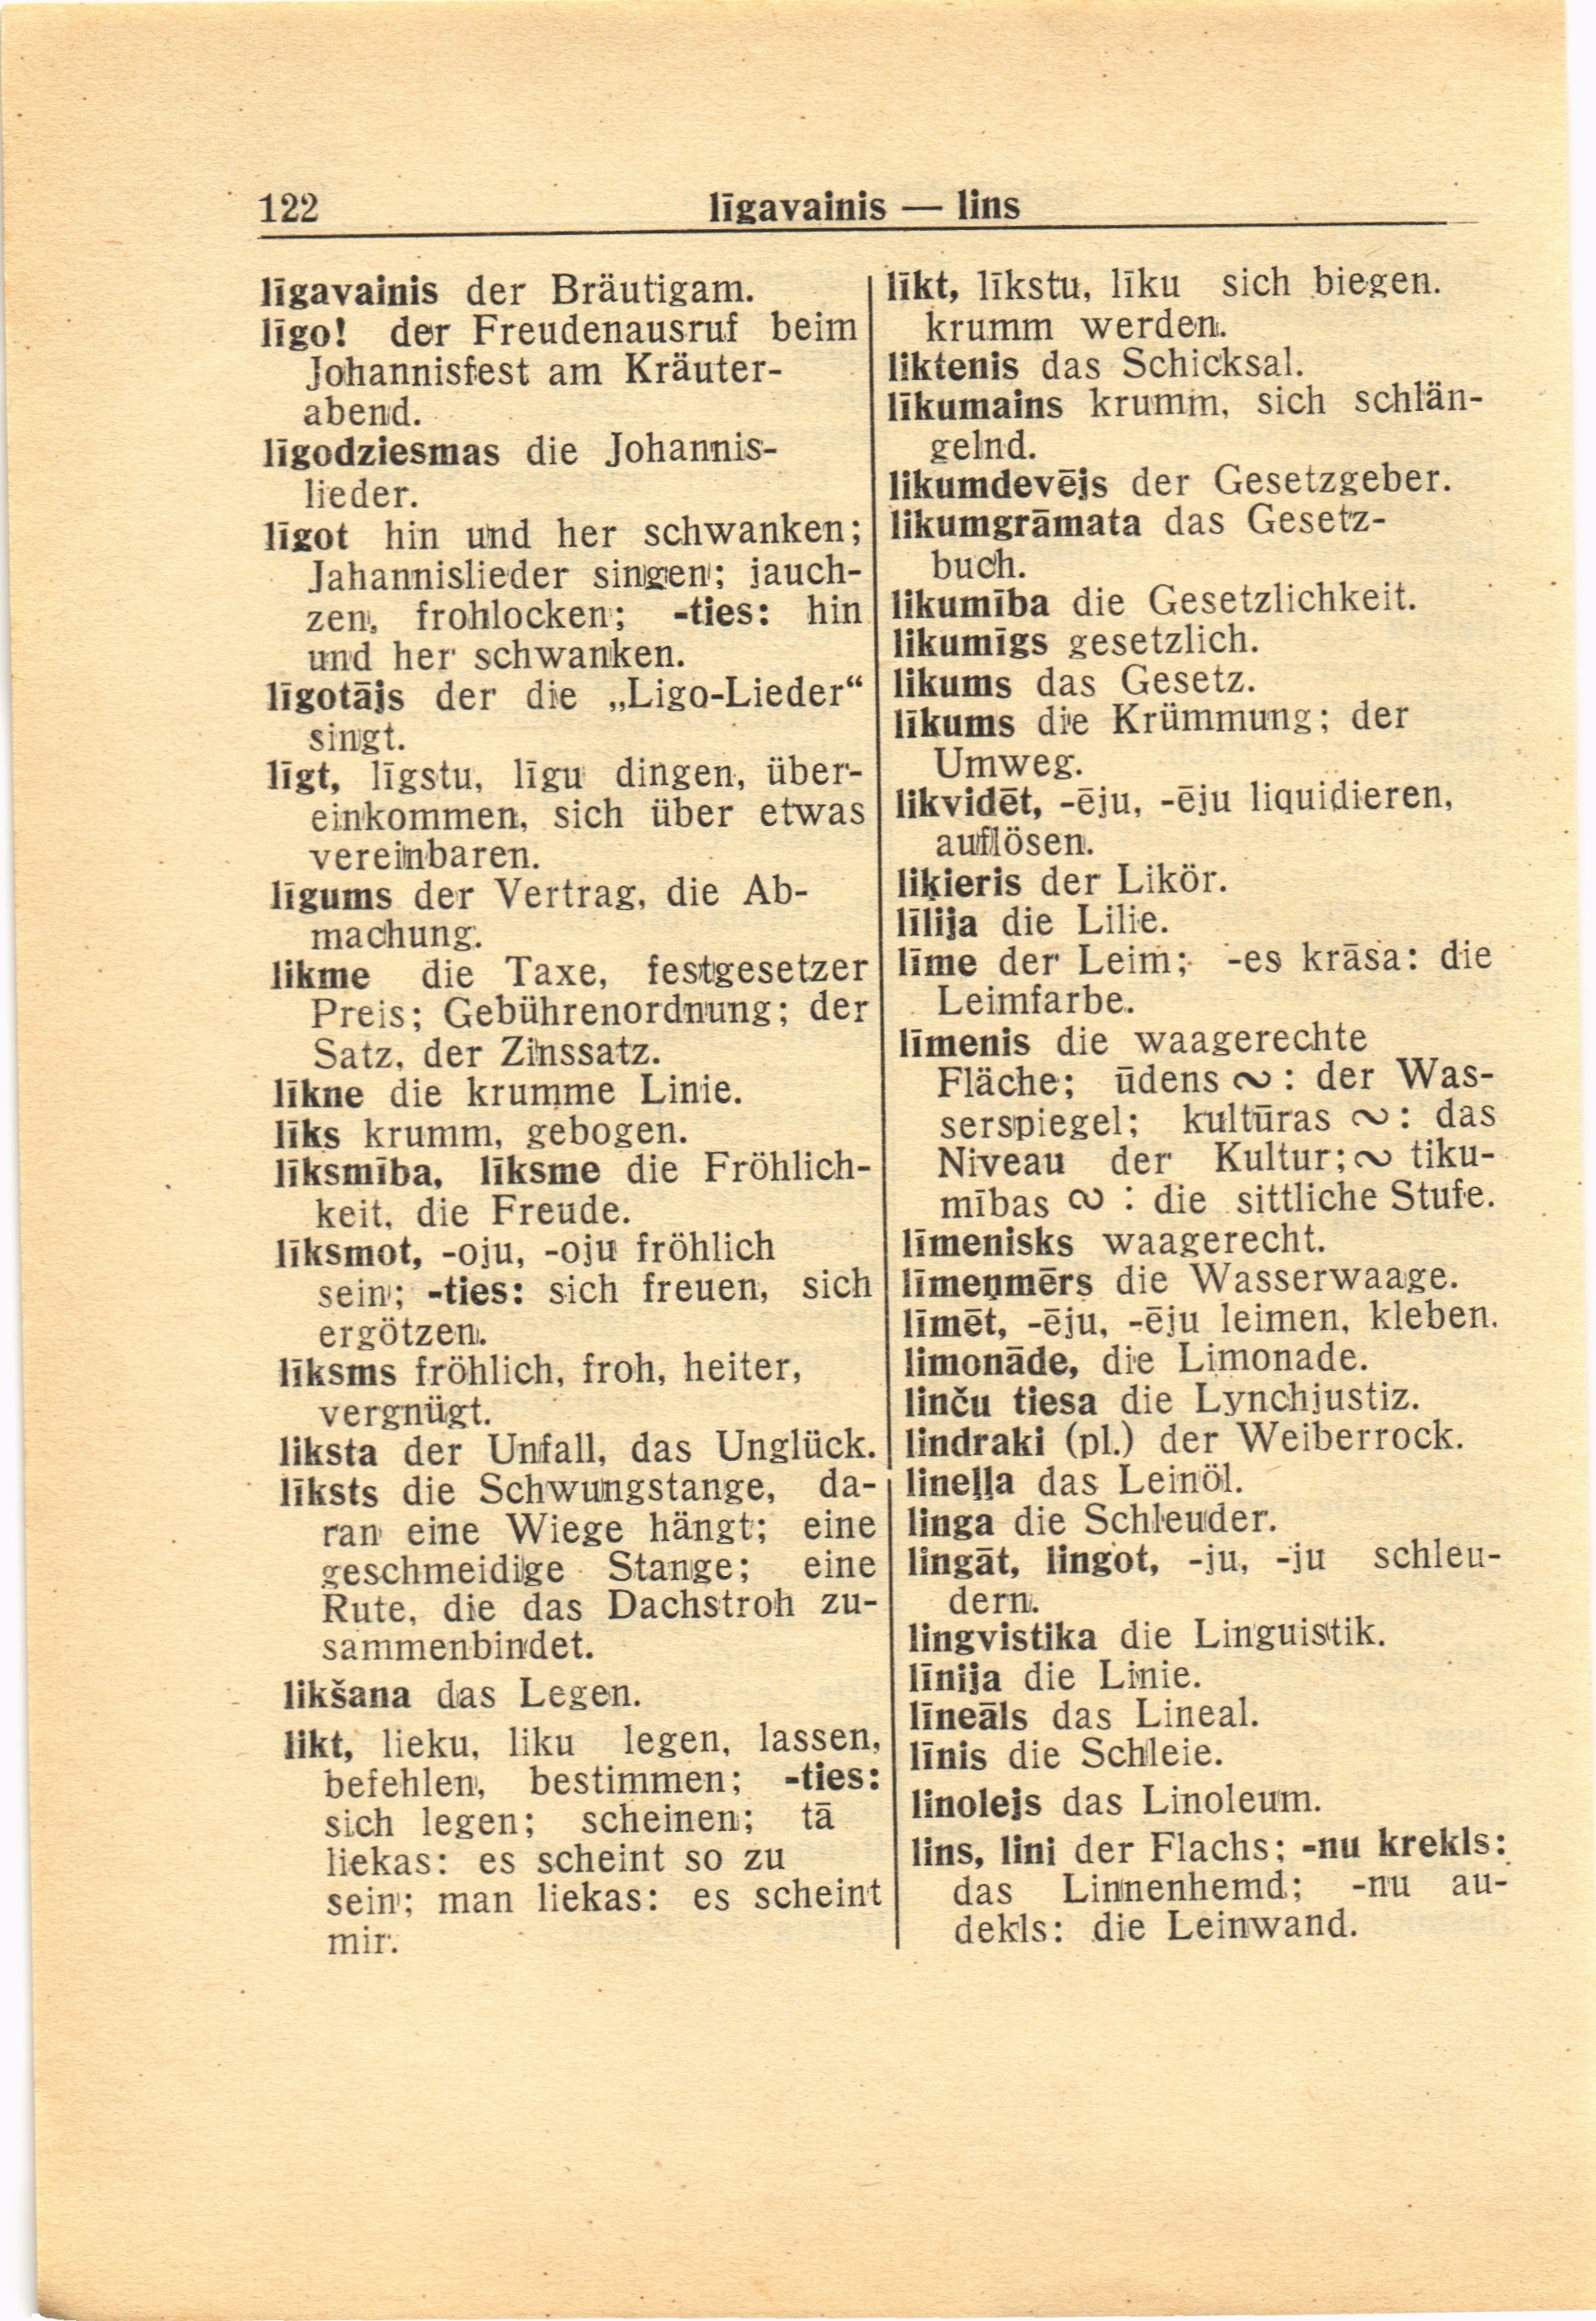 122
līgavainis — lins
līgavainis der Bräutigam.
līgo! der Freudenausruf beim
Johannisfest am Kräuter-
abend.
līgodziesmas die Johannis-
lieder.
līgot hin und her schwanken;
Jahannislieder singen; jauch-
zen, frohlocken; -ties: hin
und her schwanken.
līgotājs der die „Ligo-Lieder“
singt.
līgt, līgstu, līgu dingen, über-
einkommen, sich über etwas
vereinbaren.
līgums der Vertrag, die Ab-
machung.
likme die Taxe, festgesetzer
Preis; Gebührenordnung; der
Satz, der Zinssatz.
līkne die krumme Linie.
līks krumm, gebogen.
līksmība, līksme die Fröhlich-
keit, die Freude.
līksmot, -oju, -oju fröhlich
sein; -ties: sich freuen, sich
ergötzen.
līksms fröhlich, froh, heiter,
vergnügt.
liksta der Unfall, das Unglück.
līksts die Schwungstange, da-
ran eine Wiege hängt; eine
geschmeidige Stange; eine
Rute, die das Dachstroh zu-
sammenbindet.
likšana das Legen.
likt, lieku, liku legen, lassen,
befehlen, bestimmen; -ties:
sich legen; scheinen; tā
liekas: es scheint so zu
sein; man liekas: es scheint
mir.
līkt, līkstu, līku sich biegen.
krumm werden.
liktenis das Schicksal.
līkumains krumm, sich schlän-
gelnd.
likumdevējs der Gesetzgeber.
likumgrāmata das Gesetz-
buch.
likumība die Gesetzlichkeit.
likumīgs gesetzlich.
likums das Gesetz.
līkums die Krümmung; der
Umweg.
likvidēt, -ēju, -ēju liquidieren,
auflösen.
liķieris der Likör.
līlija die Lilie.
līme der Leim; -es krāsa: die
Leimfarbe.
līmenis die waagerechte
Fläche; ūdens ∾: der Was-
serspiegel; kultūras ∾: das
Niveau der Kultur; ∾ tiku-
mības ∾ : die sittliche Stufe.
līmenisks waagerecht.
līmeņmērs die Wasserwaage.
līmēt, -ēju, -ēju leimen, kleben.
limonāde, die Limonade.
linču tiesa die Lynchjustiz.
lindraki (pl.) der Weiberrock.
lineļļa das Leinöl.
linga die Schleuder.
lingāt, lingot, -ju, -ju schleu-
dern.
lingvistika die Linguistik.
līnija die Linie.
līneāls das Lineal.
līnis die Schleie.
linolejs das Linoleum.
lins, lini der Flachs; -nu krekls:
das Linnenhemd; -nu au-
dekls: die Leinwand.